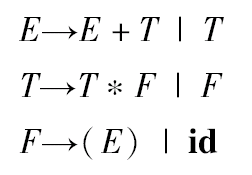 E→E + T | T
T→T * F | F
F→( E ) | id